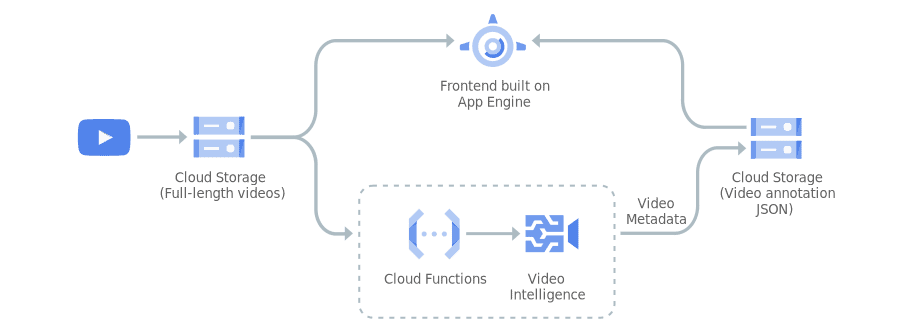 Frontend built on
App Engine
Cloud Storage
(Full-length videos)
Cloud Storage
(Video annotation
JSON)
Video
Metadata
Cloud Functions
Video
Intelligence